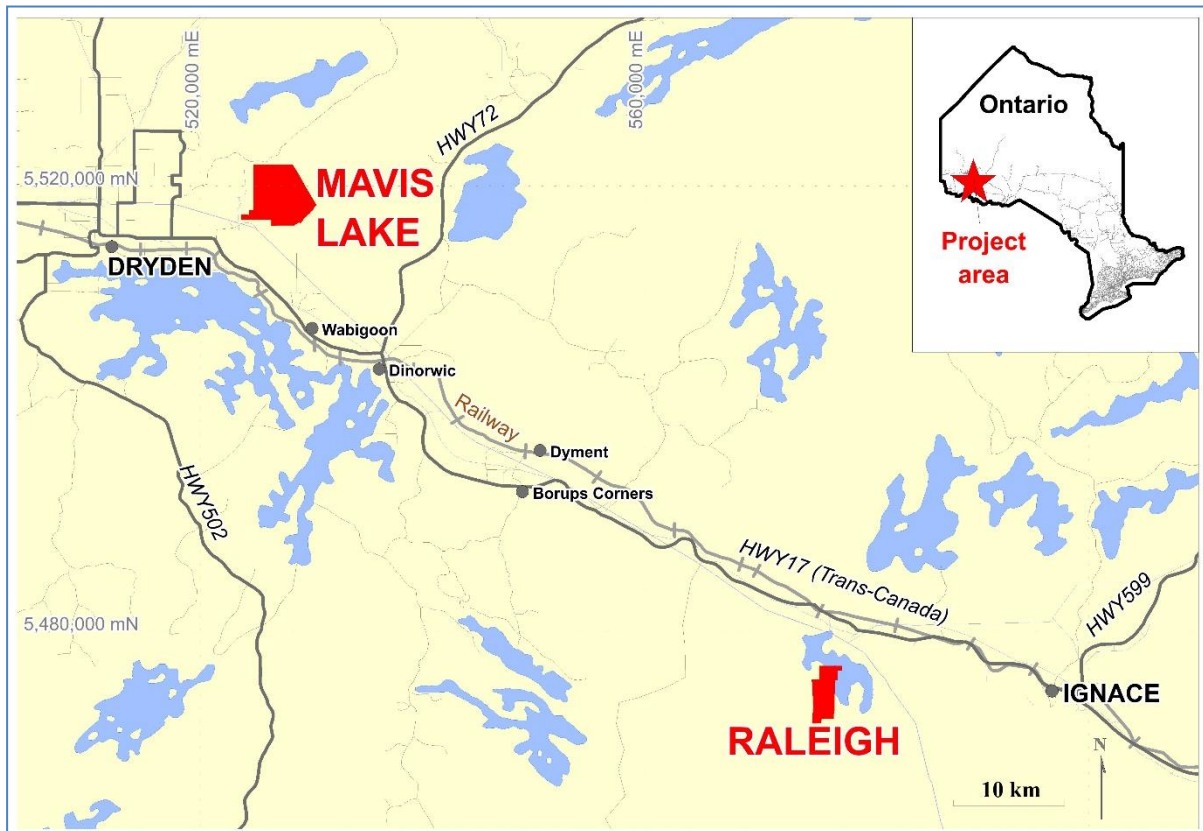 520,000 mE
560,000 mE
HWY72
Ontario
Project
area
5,520,000 mN
MAVIS
LAKE
DRYDEN
Wabigoon
Dinorwic
Railway
Dyment
Borups Corners
HWY502
HWY17 (Trans-Canada)
HWY599
5,480,000 mN
IGNACE
RALEIGH
N
10 km